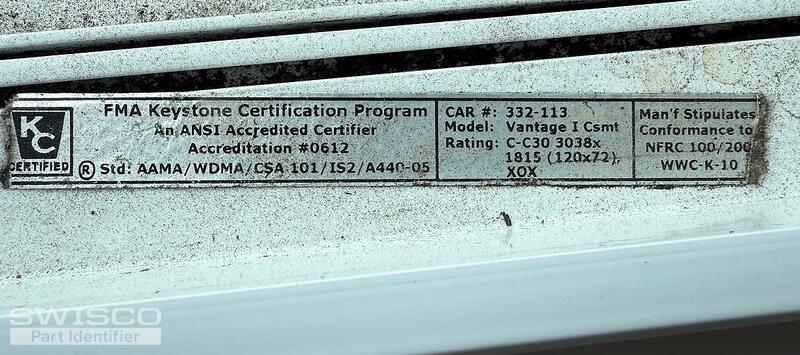 KC
CERTIFIED
®
FMA Keystone Certification Program
An ANSI Accredited Certifier
Accreditation #0612
Std: AAMA/WDMA/CSA 101/IS2/A440-05
CAR #: 332-113
Model: Vantage I Csmt
Rating: C-C30 3038x
1815 (120x72),
XOX
Man'f Stipulates
Conformance to
NFRC 100/200
WWC-K-10
SWISCO
Part Identifier